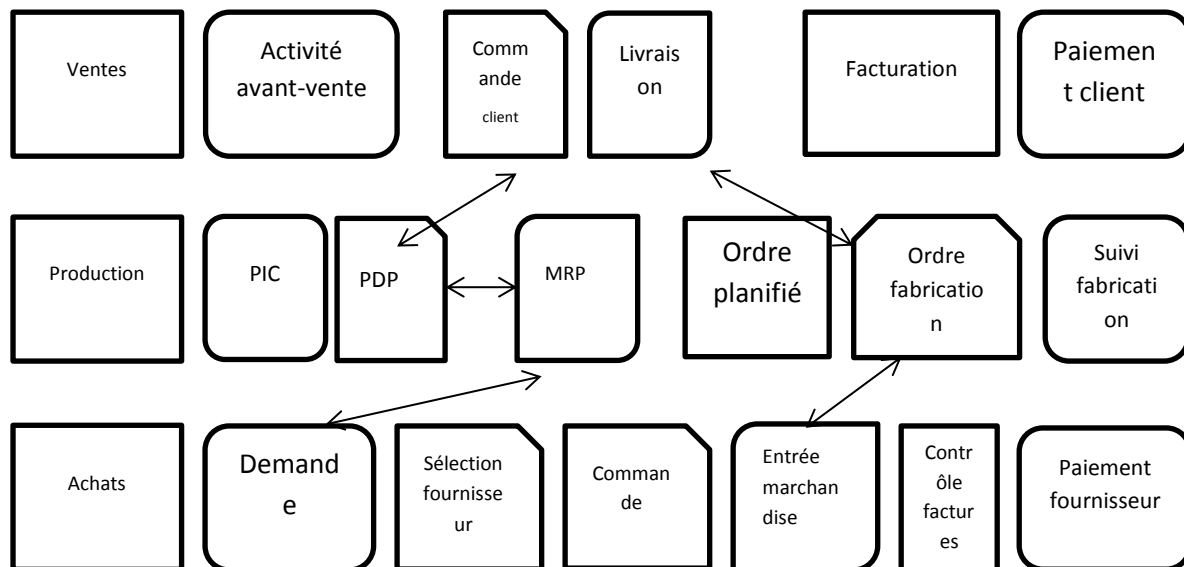 Ventes
Activité
avant-vente
Comm
ande
client
Livrais
on
Facturation
Paiemen
t client
Production
PIC
PDP
MRP
Ordre
planifié
Ordre
fabricatio
n
Suivi
fabricati
on
Achats
Demand
e
Sélection
fournisse
ur
Comman
de
Entrée
marchan
dise
Contr
ôle
factur
es
Paiement
fournisseur